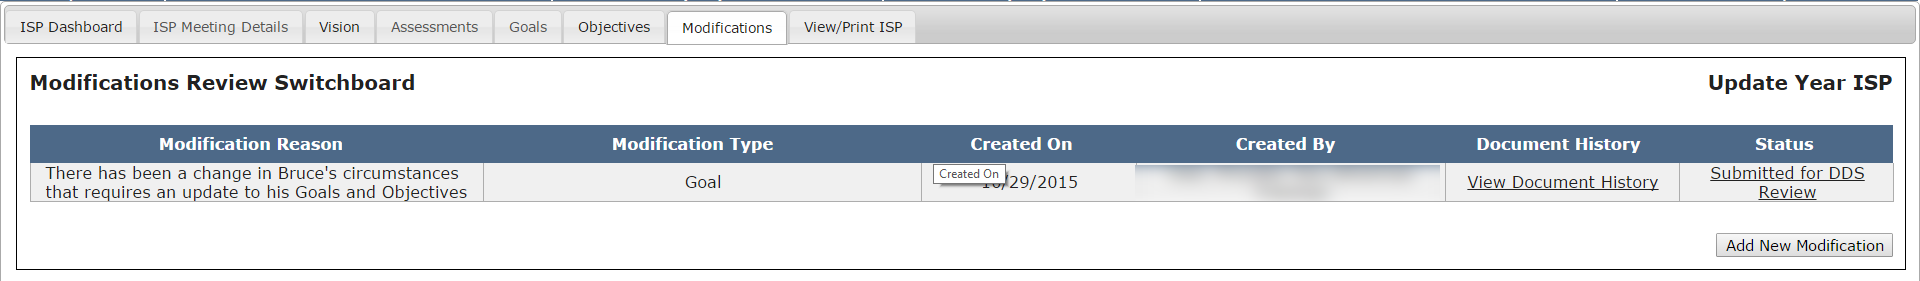 ISP Dashboard ISP Meeting Details Vision Assessments Goals Objectives Modifications View/Print ISP
Modifications Review Switchboard Update Year ISP
Modification Reason Modification Type Created On Created By Document History Status
There has been a change in Bruce's circumstances
that requires an update to his Goals and Objectives
Goal
Created On
10/29/2015
View Document History
Submitted for DDS
Review
Add New Modification